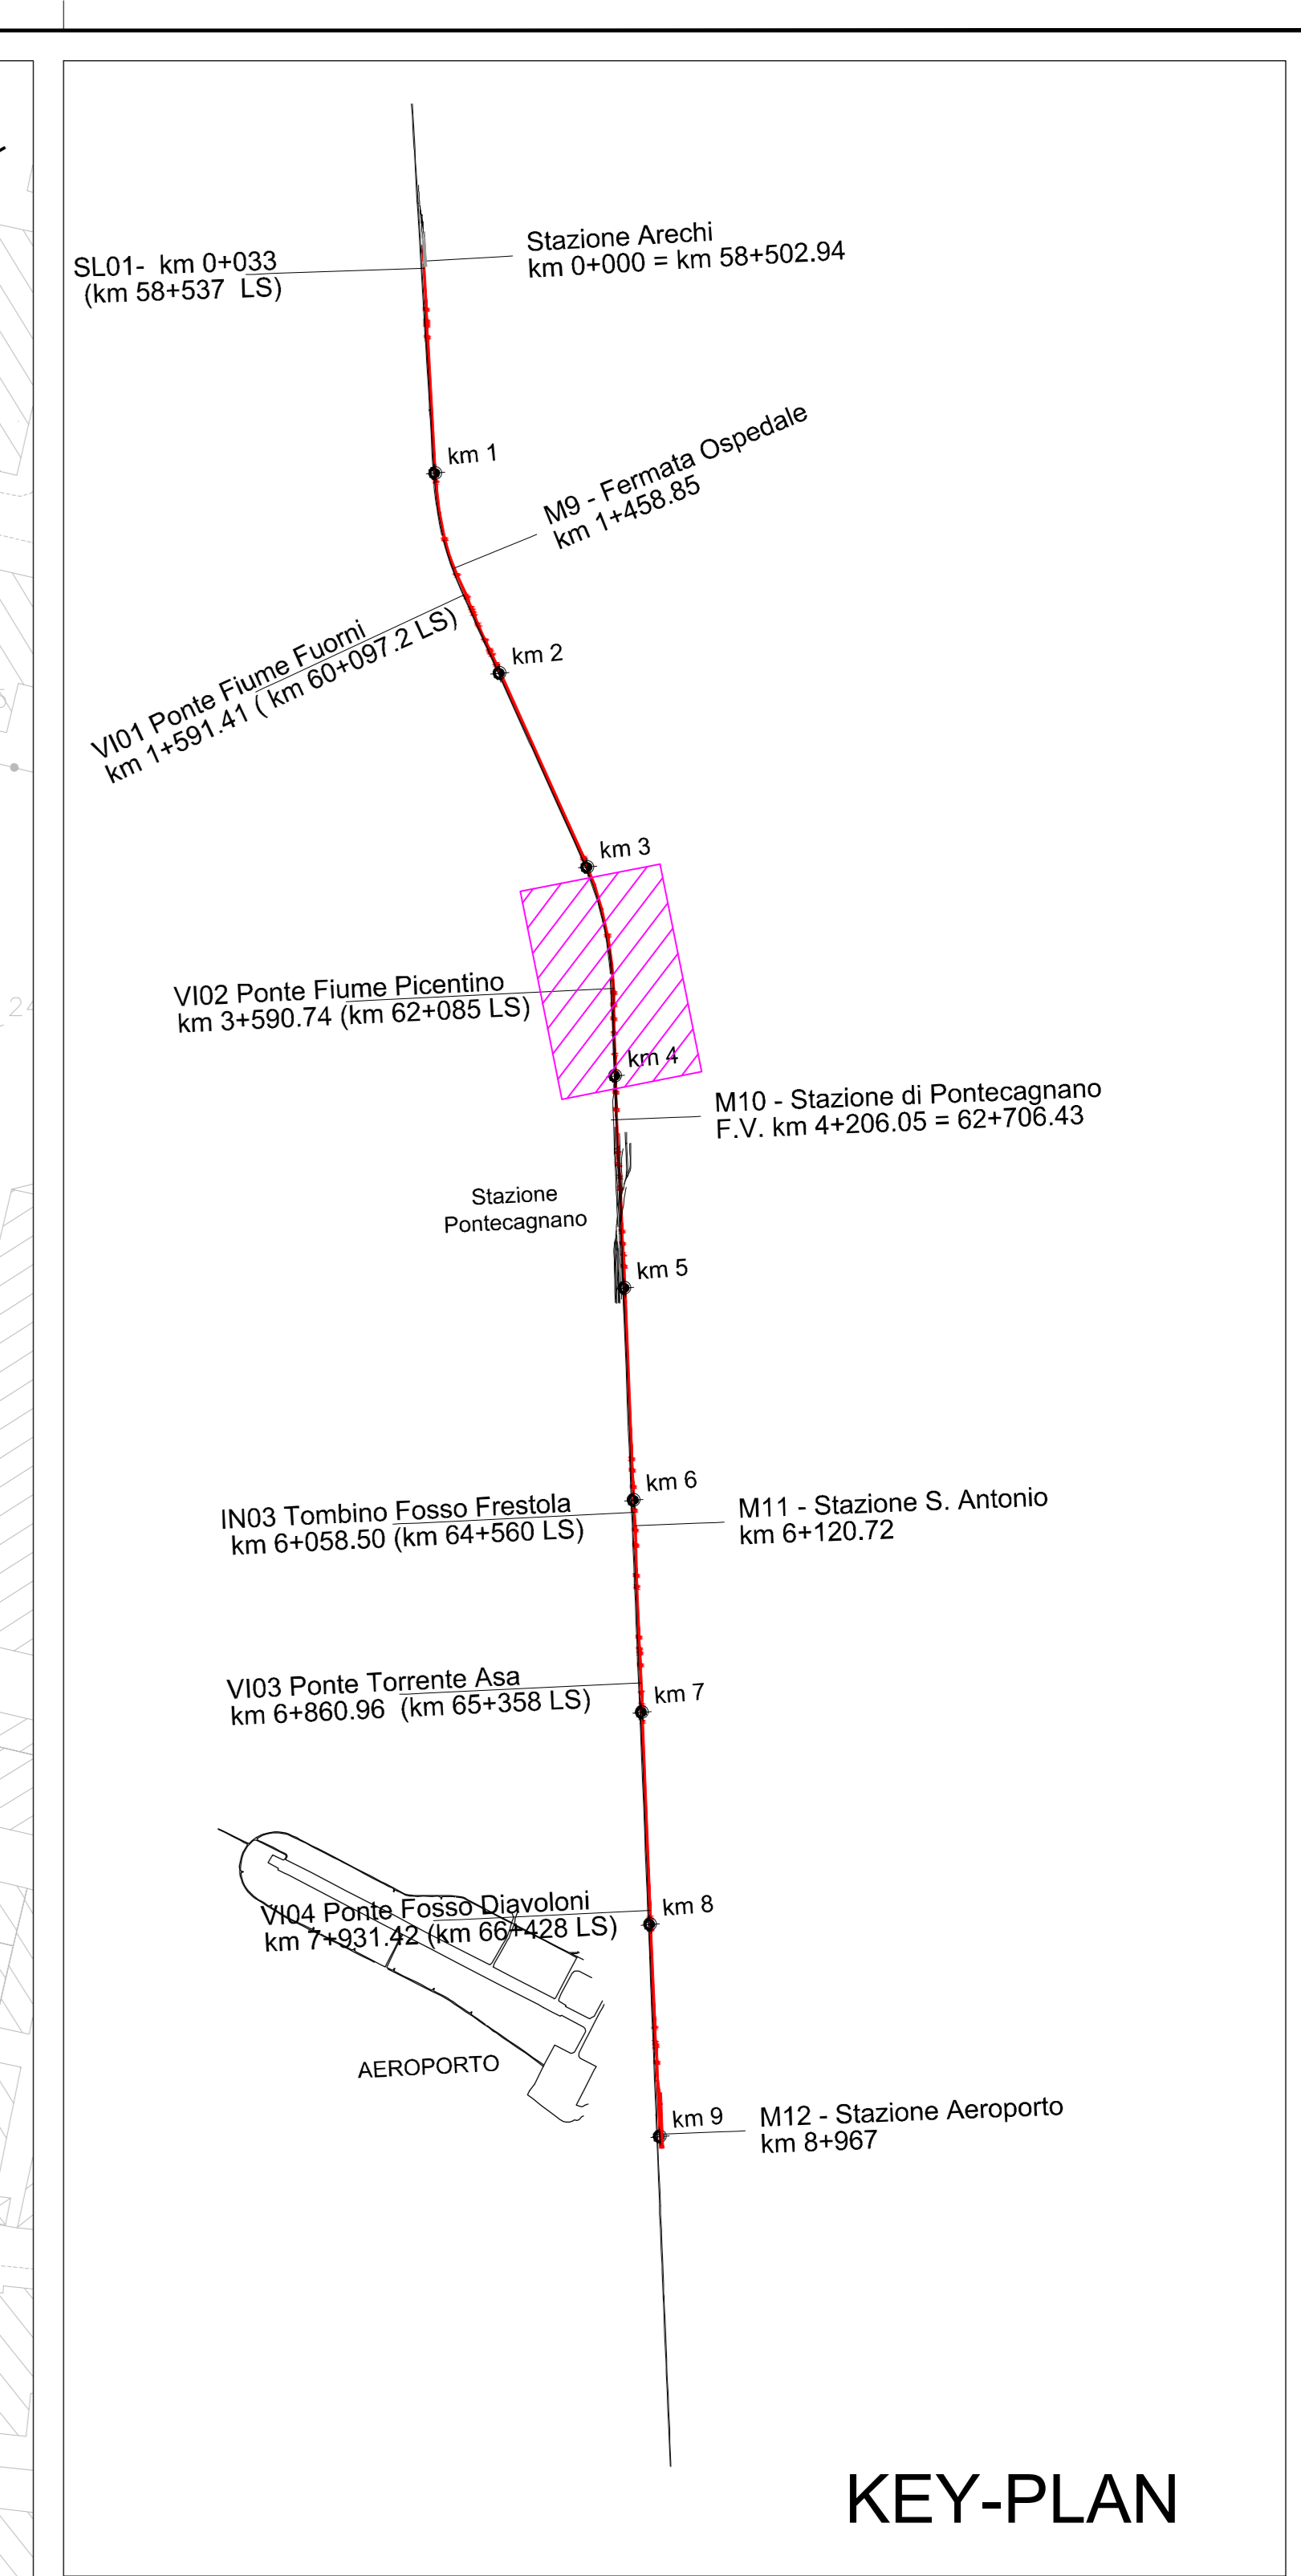 SL01-  km 0+033
(km 58+537  LS)
Stazione Arechi
km 0+000 = km 58+502.94
km 1
M9 - Fermata Ospedale
km 1+458.85
VI01 Ponte Fiume Fuorni
km 1+591.41 ( km 60+097.2 LS)
km 2
km 3
VI02 Ponte Fiume Picentino
km 3+590.74 (km 62+085 LS)
km 4
M10 - Stazione di Pontecagnano
F.V. km 4+206.05 = 62+706.43
Stazione
Pontecagnano
km 5
km 6
IN03 Tombino Fosso Frestola
km 6+058.50 (km 64+560 LS)
M11 - Stazione S. Antonio
km 6+120.72
VI03 Ponte Torrente Asa
km 6+860.96  (km 65+358 LS)
km 7
VI04 Ponte Fosso Diavoloni
km 7+931.42 (km 66+428 LS)
km 8
AEROPORTO
km 9
M12 - Stazione Aeroporto
km 8+967
KEY-PLAN